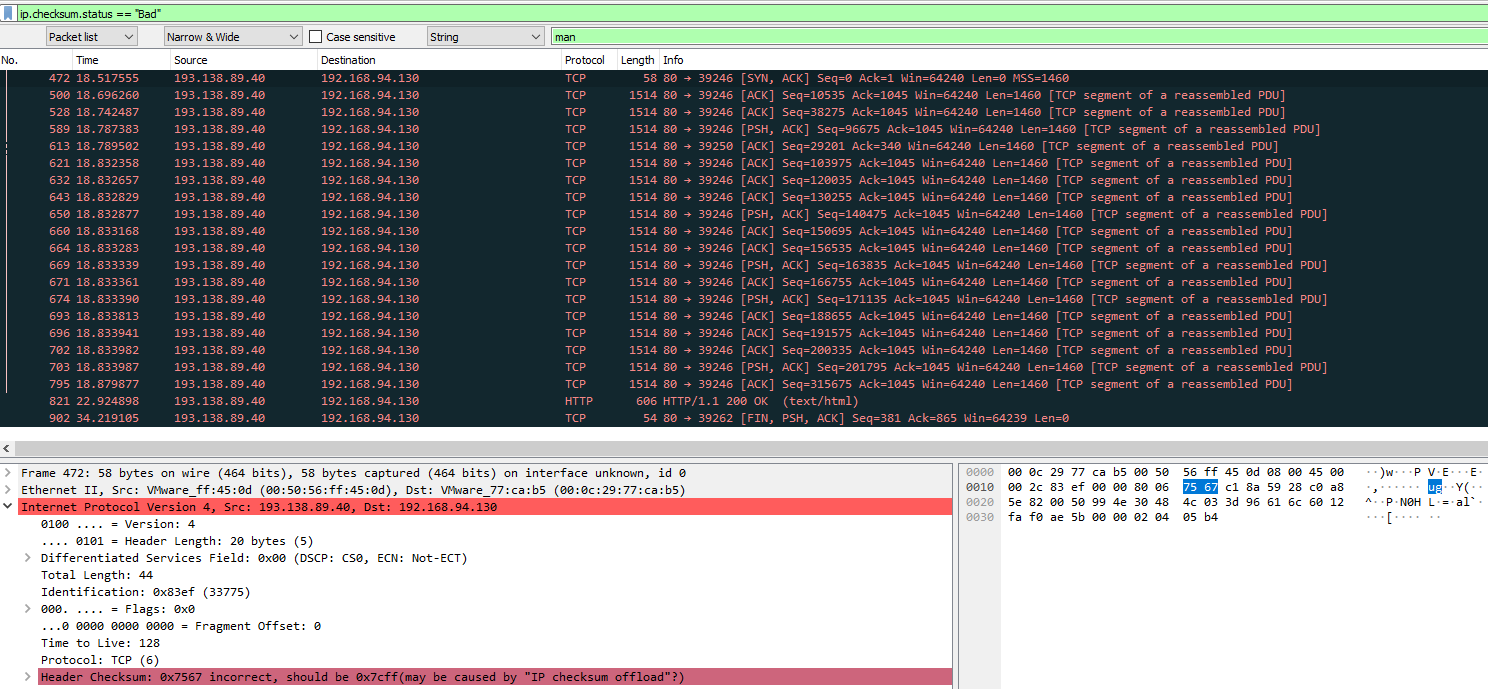 ip.checksum.status == "Bad"
Packet list Narrow & Wide Case sensitive String man
No. Time Source Destination Protocol Length Info
472 18.517555 193.138.89.40 192.168.94.130 TCP 58 80 → 39246 [SYN, ACK] Seq=0 Ack=1 Win=64240 Len=0 MSS=1460
500 18.696260 193.138.89.40 192.168.94.130 TCP 1514 80 → 39246 [ACK] Seq=10535 Ack=1045 Win=64240 Len=1460 [TCP segment of a reassembled PDU]
528 18.742487 193.138.89.40 192.168.94.130 TCP 1514 80 → 39246 [ACK] Seq=38275 Ack=1045 Win=64240 Len=1460 [TCP segment of a reassembled PDU]
589 18.787383 193.138.89.40 192.168.94.130 TCP 1514 80 → 39246 [PSH, ACK] Seq=96675 Ack=1045 Win=64240 Len=1460 [TCP segment of a reassembled PDU]
613 18.789502 193.138.89.40 192.168.94.130 TCP 1514 80 → 39250 [ACK] Seq=29201 Ack=340 Win=64240 Len=1460 [TCP segment of a reassembled PDU]
621 18.832358 193.138.89.40 192.168.94.130 TCP 1514 80 → 39246 [ACK] Seq=103975 Ack=1045 Win=64240 Len=1460 [TCP segment of a reassembled PDU]
632 18.832657 193.138.89.40 192.168.94.130 TCP 1514 80 → 39246 [ACK] Seq=120035 Ack=1045 Win=64240 Len=1460 [TCP segment of a reassembled PDU]
643 18.832829 193.138.89.40 192.168.94.130 TCP 1514 80 → 39246 [ACK] Seq=130255 Ack=1045 Win=64240 Len=1460 [TCP segment of a reassembled PDU]
650 18.832877 193.138.89.40 192.168.94.130 TCP 1514 80 → 39246 [PSH, ACK] Seq=140475 Ack=1045 Win=64240 Len=1460 [TCP segment of a reassembled PDU]
660 18.833168 193.138.89.40 192.168.94.130 TCP 1514 80 → 39246 [ACK] Seq=150695 Ack=1045 Win=64240 Len=1460 [TCP segment of a reassembled PDU]
664 18.833283 193.138.89.40 192.168.94.130 TCP 1514 80 → 39246 [ACK] Seq=156535 Ack=1045 Win=64240 Len=1460 [TCP segment of a reassembled PDU]
669 18.833339 193.138.89.40 192.168.94.130 TCP 1514 80 → 39246 [PSH, ACK] Seq=163835 Ack=1045 Win=64240 Len=1460 [TCP segment of a reassembled PDU]
671 18.833361 193.138.89.40 192.168.94.130 TCP 1514 80 → 39246 [ACK] Seq=166755 Ack=1045 Win=64240 Len=1460 [TCP segment of a reassembled PDU]
674 18.833390 193.138.89.40 192.168.94.130 TCP 1514 80 → 39246 [PSH, ACK] Seq=171135 Ack=1045 Win=64240 Len=1460 [TCP segment of a reassembled PDU]
693 18.833813 193.138.89.40 192.168.94.130 TCP 1514 80 → 39246 [ACK] Seq=188655 Ack=1045 Win=64240 Len=1460 [TCP segment of a reassembled PDU]
696 18.833941 193.138.89.40 192.168.94.130 TCP 1514 80 → 39246 [ACK] Seq=191575 Ack=1045 Win=64240 Len=1460 [TCP segment of a reassembled PDU]
702 18.833982 193.138.89.40 192.168.94.130 TCP 1514 80 → 39246 [ACK] Seq=200335 Ack=1045 Win=64240 Len=1460 [TCP segment of a reassembled PDU]
703 18.833987 193.138.89.40 192.168.94.130 TCP 1514 80 → 39246 [PSH, ACK] Seq=201795 Ack=1045 Win=64240 Len=1460 [TCP segment of a reassembled PDU]
795 18.879877 193.138.89.40 192.168.94.130 TCP 1514 80 → 39246 [ACK] Seq=315675 Ack=1045 Win=64240 Len=1460 [TCP segment of a reassembled PDU]
821 22.924898 193.138.89.40 192.168.94.130 HTTP 606 HTTP/1.1 200 OK (text/html)
902 34.219105 193.138.89.40 192.168.94.130 TCP 54 80 → 39262 [FIN, PSH, ACK] Seq=381 Ack=865 Win=64239 Len=0
Frame 472: 58 bytes on wire (464 bits), 58 bytes captured (464 bits) on interface unknown, id 0
Ethernet II, Src: VMware_ff:45:0d (00:50:56:ff:45:0d), Dst: VMware_77:ca:b5 (00:0c:29:77:ca:b5)
Internet Protocol Version 4, Src: 193.138.89.40, Dst: 192.168.94.130
0100 .... = Version: 4
.... 0101 = Header Length: 20 bytes (5)
Differentiated Services Field: 0x00 (DSCP: CS0, ECN: Not-ECT)
Total Length: 44
Identification: 0x83ef (33775)
000. .... = Flags: 0x0
...0 0000 0000 0000 = Fragment Offset: 0
Time to Live: 128
Protocol: TCP (6)
Header Checksum: 0x7567 incorrect, should be 0x7cff(may be caused by "IP checksum offload"?)
0000 00 0c 29 77 ca b5 00 50 56 ff 45 0d 08 00 45 00 ··)w···P V·E···E·
0010 00 2c 83 ef 00 00 80 06 75 67 c1 8a 59 28 c0 a8 ·,······ ug··Y(··
0020 5e 82 00 50 99 4e 30 48 4c 03 3d 96 61 6c 60 12 ^··P·N0H L·=·al`·
0030 fa f0 ae 5b 00 00 02 04 05 b4 ···[···· ··